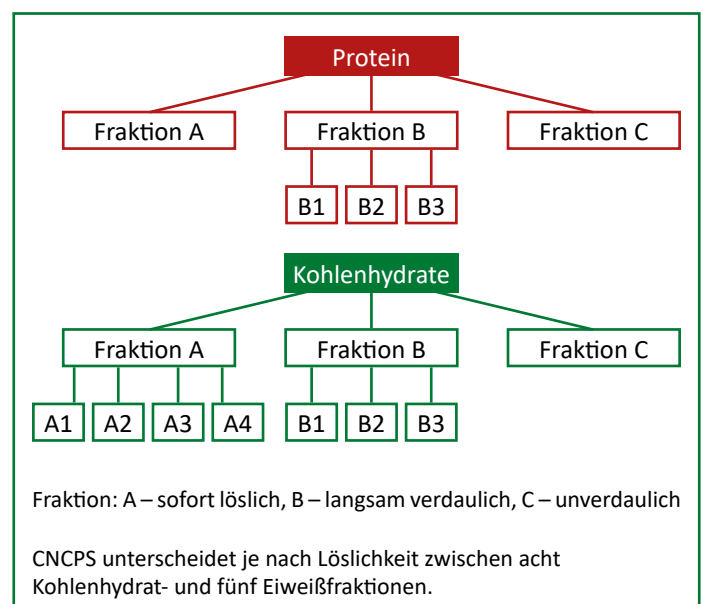 Protein
Fraktion A Fraktion B Fraktion C
B1 B2 B3
Kohlenhydrate
Fraktion A Fraktion B Fraktion C
A1 A2 A3 A4 B1 B2 B3
Fraktion: A – sofort löslich, B – langsam verdaulich, C – unverdaulich
CNCPS unterscheidet je nach Löslichkeit zwischen acht
Kohlenhydrat- und fünf Eiweißfraktionen.